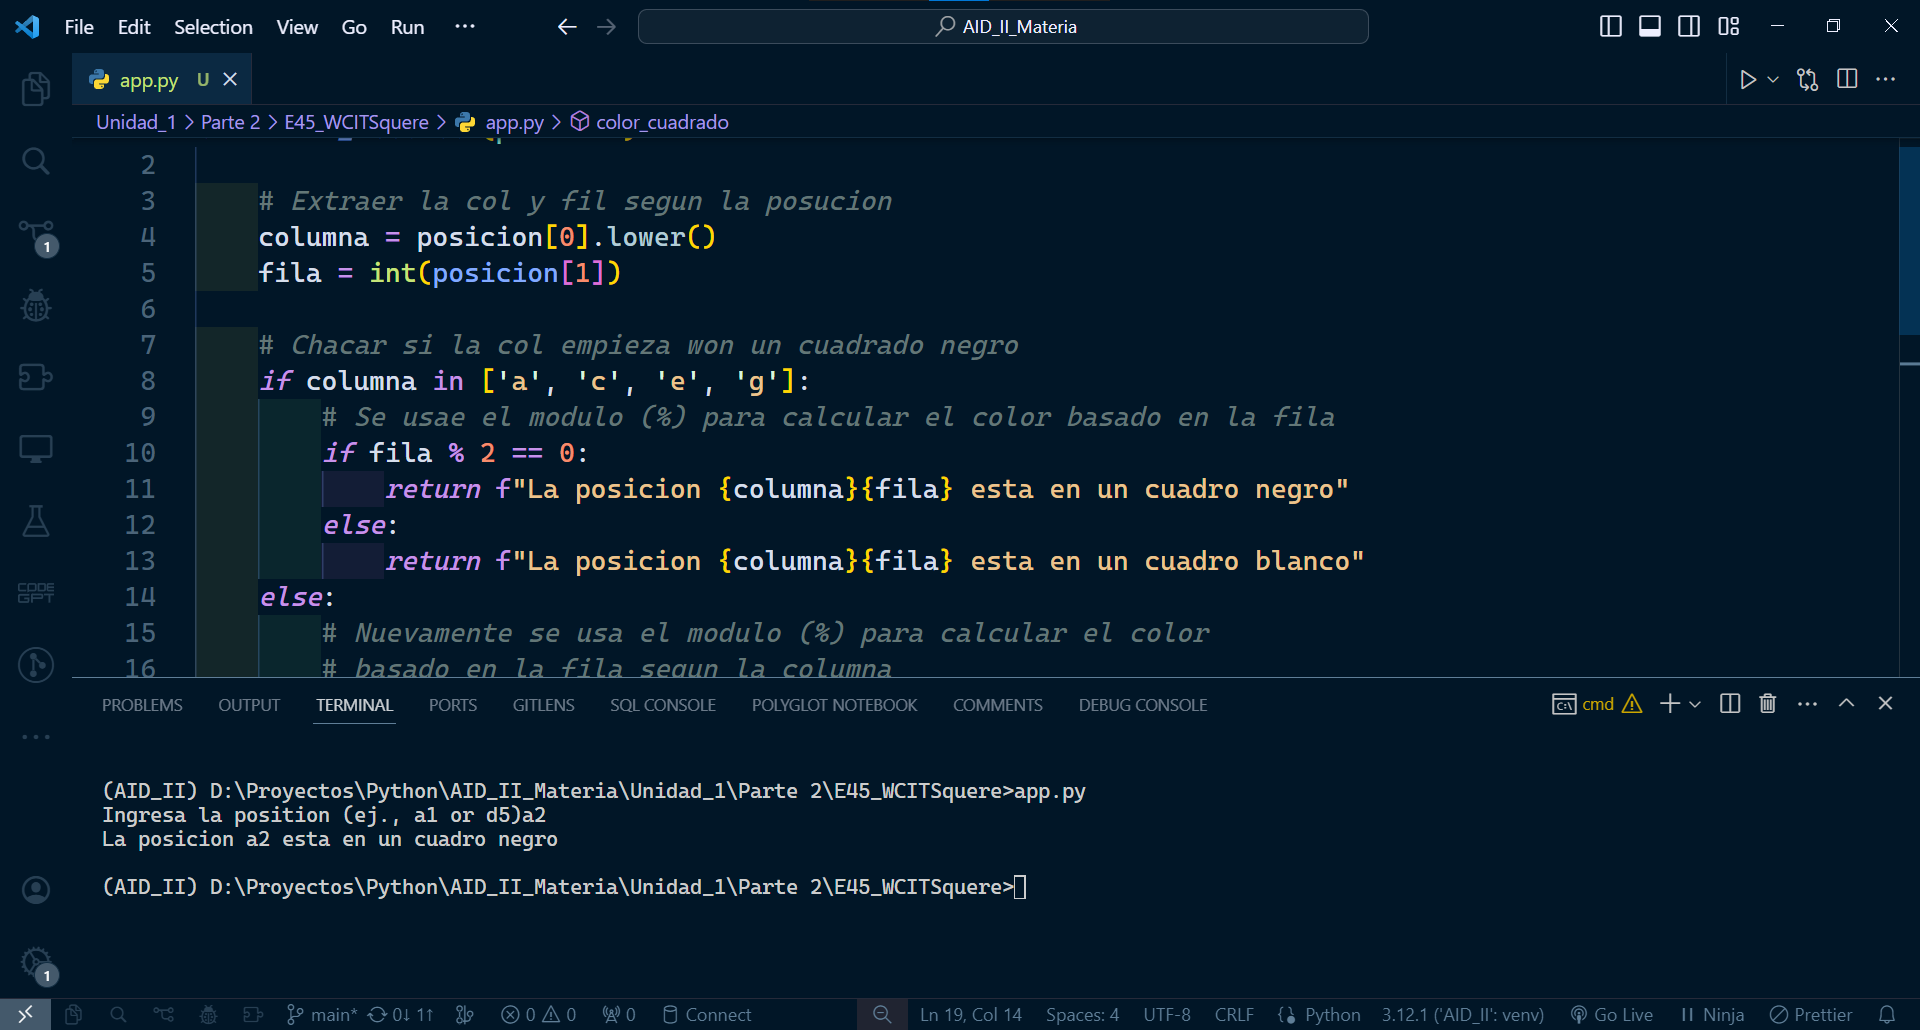 File Edit Selection View Go Run ··· AID_II_Materia
app.py U
Unidad_1 > Parte 2 > E45_WCITSquere > app.py > color_cuadrado
2
3 # Extraer la col y fil segun la posucion
4 columna = posicion[0].lower()
5 fila = int(posicion[1])
6
7 # Chacar si la col empieza won un cuadrado negro
8 if columna in ['a', 'c', 'e', 'g']:
9 # Se usae el modulo (%) para calcular el color basado en la fila
10 if fila % 2 == 0:
11 return f"La posicion {columna}{fila} esta en un cuadro negro"
12 else:
13 return f"La posicion {columna}{fila} esta en un cuadro blanco"
14 else:
15 # Nuevamente se usa el modulo (%) para calcular el color
16 # basado en la fila segun la columna
1
CODE GPT
PROBLEMS OUTPUT TERMINAL PORTS GITLENS SQL CONSOLE POLYGLOT NOTEBOOK COMMENTS DEBUG CONSOLE cmd
(AID_II) D:\Proyectos\Python\AID_II_Materia\Unidad_1\Parte 2\E45_WCITSquere>app.py
Ingresa la position (ej., a1 or d5)a2
La posicion a2 esta en un cuadro negro
(AID_II) D:\Proyectos\Python\AID_II_Materia\Unidad_1\Parte 2\E45_WCITSquere>
1
main* 0↓ 1↑ 0 0 0 Connect Ln 19, Col 14 Spaces: 4 UTF-8 CRLF Python 3.12.1 ('AID_II': venv) Go Live Ninja Prettier